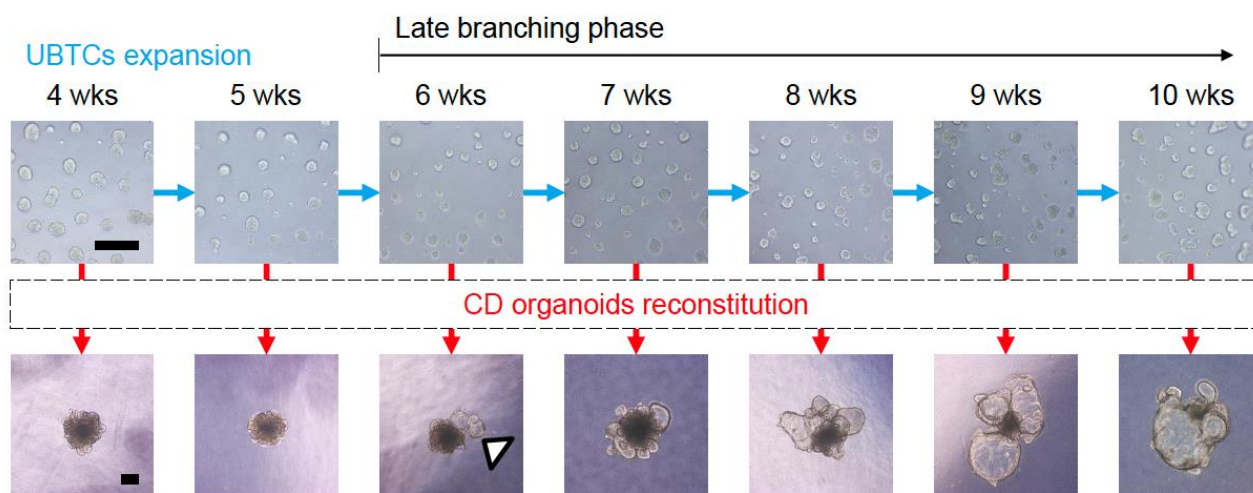 Late branching phase
UBTCs expansion
4 wks 5 wks 6 wks 7 wks 8 wks 9 wks 10 wks
CD organoids reconstitution